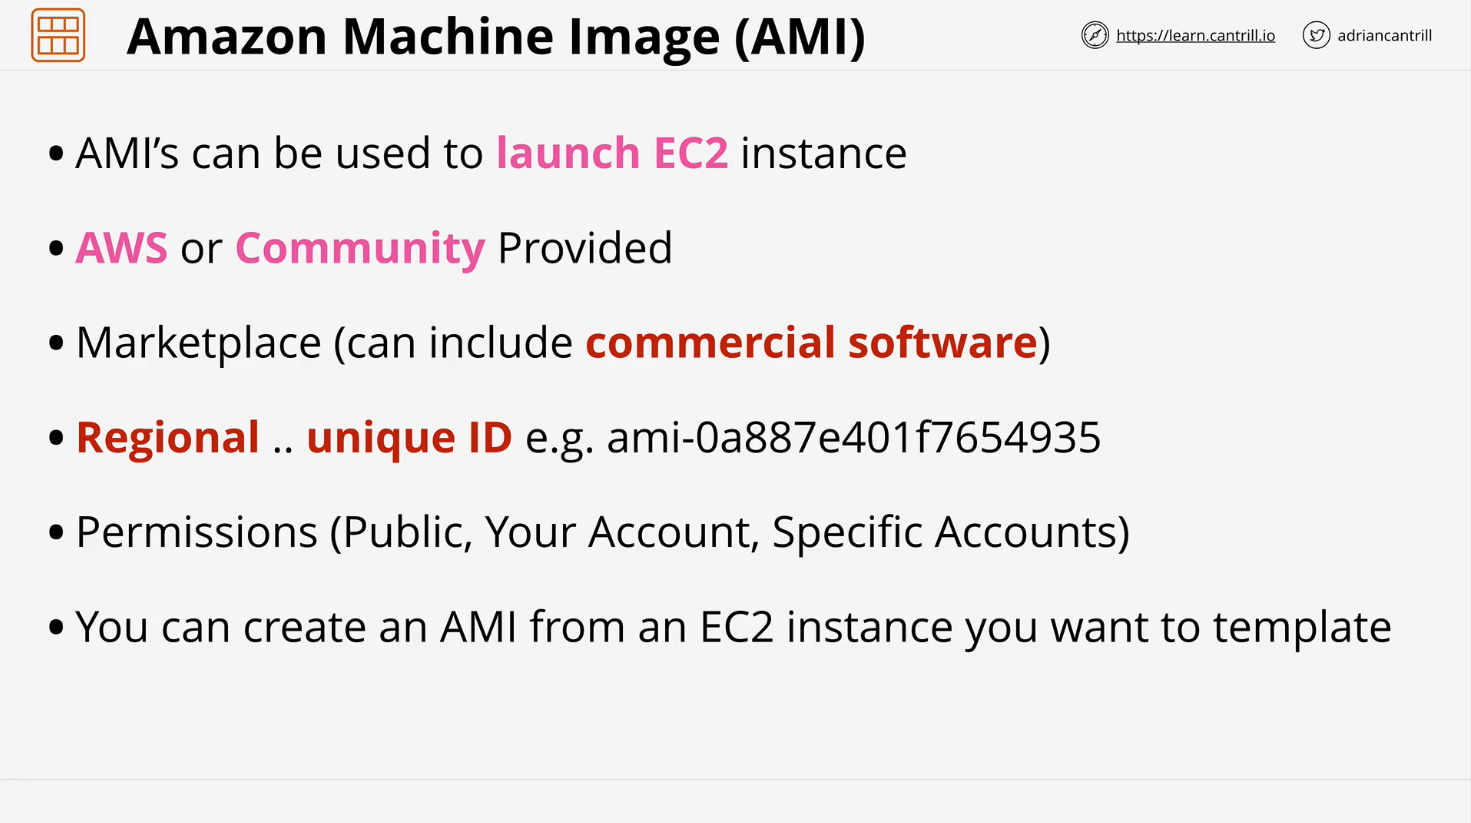 Amazon Machine Image (AMI)
https://learn.cantrill.io
adriancantrill
• AMI’s can be used to launch EC2 instance
• AWS or Community Provided
• Marketplace (can include commercial software)
• Regional .. unique ID e.g. ami-0a887e401f7654935
• Permissions (Public, Your Account, Specific Accounts)
• You can create an AMI from an EC2 instance you want to template